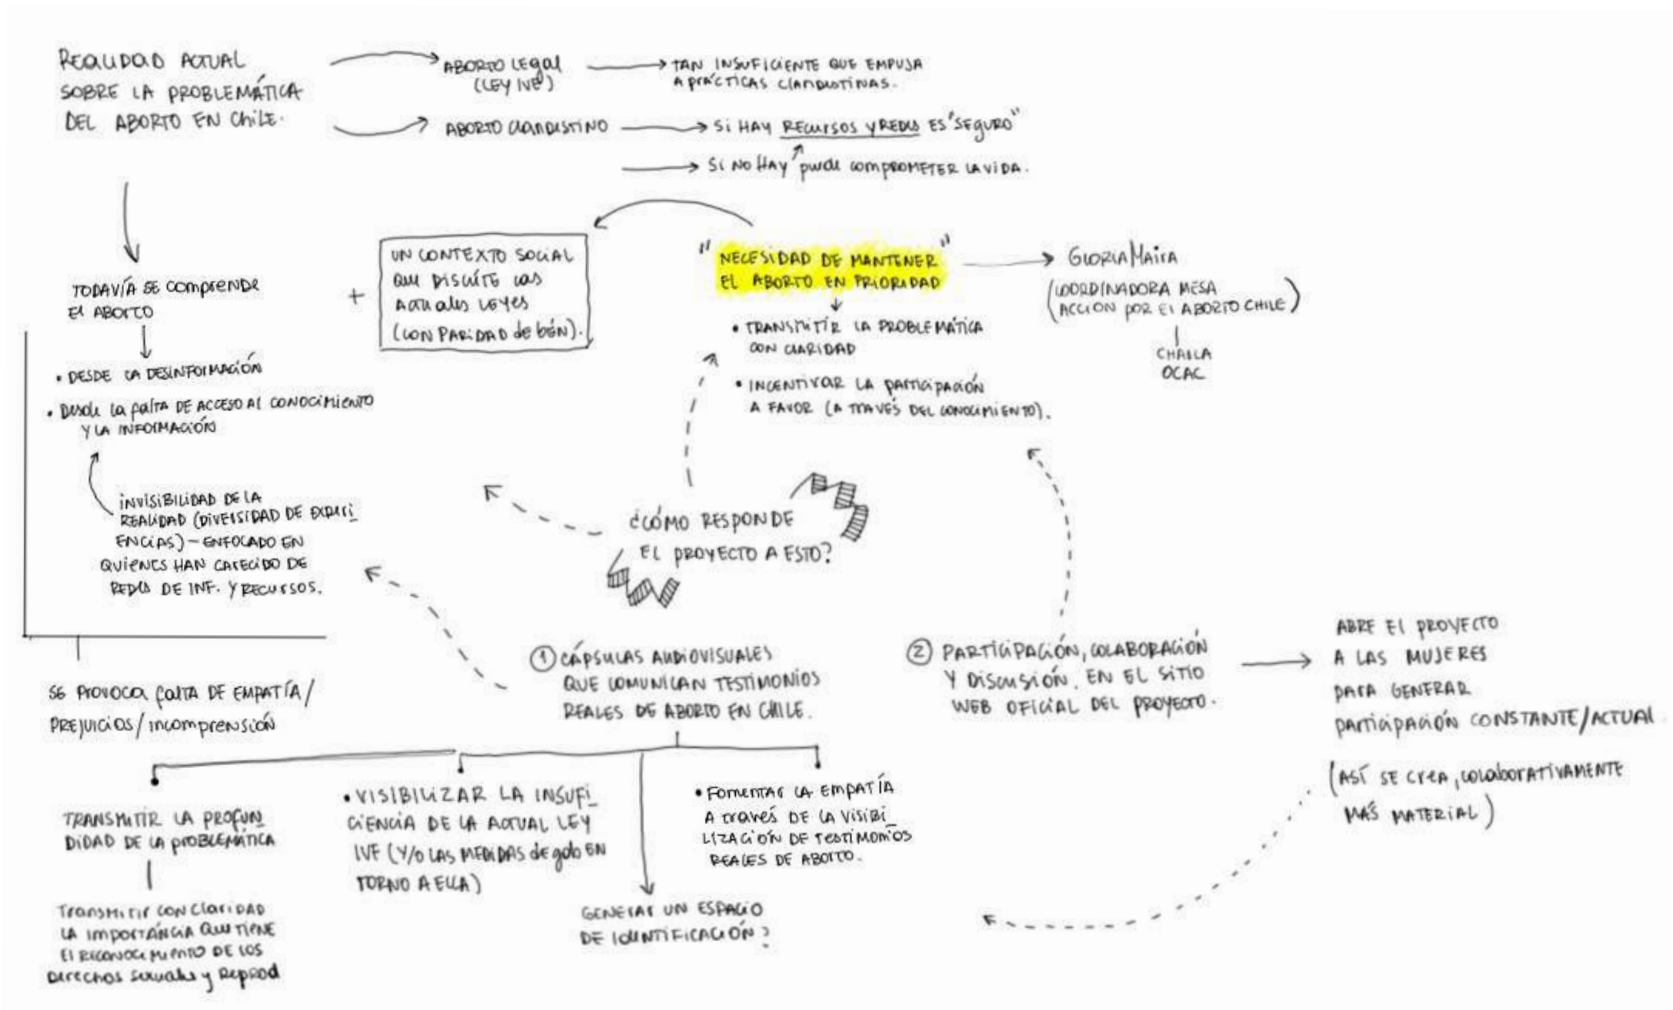 REALIDAD ACTUAL
SOBRE LA PROBLEMÁTICA
DEL ABORTO EN CHILE.
ABORTO LEGAL
(LEY IVE)
TAN INSUFICIENTE QUE EMPUJA
A PRÁCTICAS CLANDESTINAS.
ABORTO CLANDESTINO
SI HAY RECURSOS Y REDES ES "SEGURO"
SI NO HAY puede COMPROMETER LA VIDA.
TODAVÍA SE COMPRENDE
EL ABORTO
• DESDE LA DESINFORMACIÓN
• Desde la falta DE ACCESO AL CONOCIMIENTO
Y LA INFORMACIÓN
INVISIBILIDAD DE LA
REALIDAD (DIVERSIDAD DE EXPERI_
ENCIAS) - ENFOCADO EN
QUIENES HAN CARECIDO DE
REDES DE INF. Y RECURSOS.
SE PROVOCA falta DE EMPATÍA/
PREJUICIOS/incomprensión
+
UN CONTEXTO SOCIAL
que DISCUTE LAS
Actuales LEYES
(CON PARIDAD de GÉN).
"NECESIDAD DE MANTENER
EL ABORTO EN PRIORIDAD"
• TRANSMITIR LA PROBLEMÁTICA
CON CLARIDAD
• INCENTIVAR LA PARTICIPACIÓN
A FAVOR (A TRAVÉS DEL CONOCIMIENTO).
GLORIA MAIRA
(COORDINADORA MESA
ACCIÓN POR El ABORTO CHILE)
OCAC
¿CÓMO RESPONDE
EL PROYECTO A ESTO?
① CÁPSULAS AUDIOVISUALES
QUE COMUNICAN TESTIMONIOS
REALES DE ABORTO EN CHILE.
TRANSMITIR LA PROFUN_
DIDAD DE LA PROBLEMÁTICA
Transmitir con Claridad
LA IMPORTANCIA QUE TIENE
El RECONOCIMIENTO DE LOS
Derechos sexuales y Reprod
• VISIBILIZAR LA INSUFI_
CIENCIA DE LA ACTUAL LEY
IVE (Y/O LAS MEDIDAS de gob EN
TORNO A ELLA)
GENERAR UN ESPACIO
DE IDENTIFICACIÓN?
• FOMENTAR LA EMPATÍA
A través DE LA VISIBI_
LIZACIÓN DE TESTIMONIOS
REALES DE ABORTO.
② PARTICIPACIÓN, COLABORACIÓN
Y DISCUSIÓN, EN EL SITIO
WEB OFICIAL DEL PROYECTO.
ABRE El PROYECTO
A LAS MUJERES
PARA GENERAR
PARTICIPACIÓN CONSTANTE/ACTUAL.
(ASÍ SE CREA, COLABORATIVAMENTE
MÁS MATERIAL)